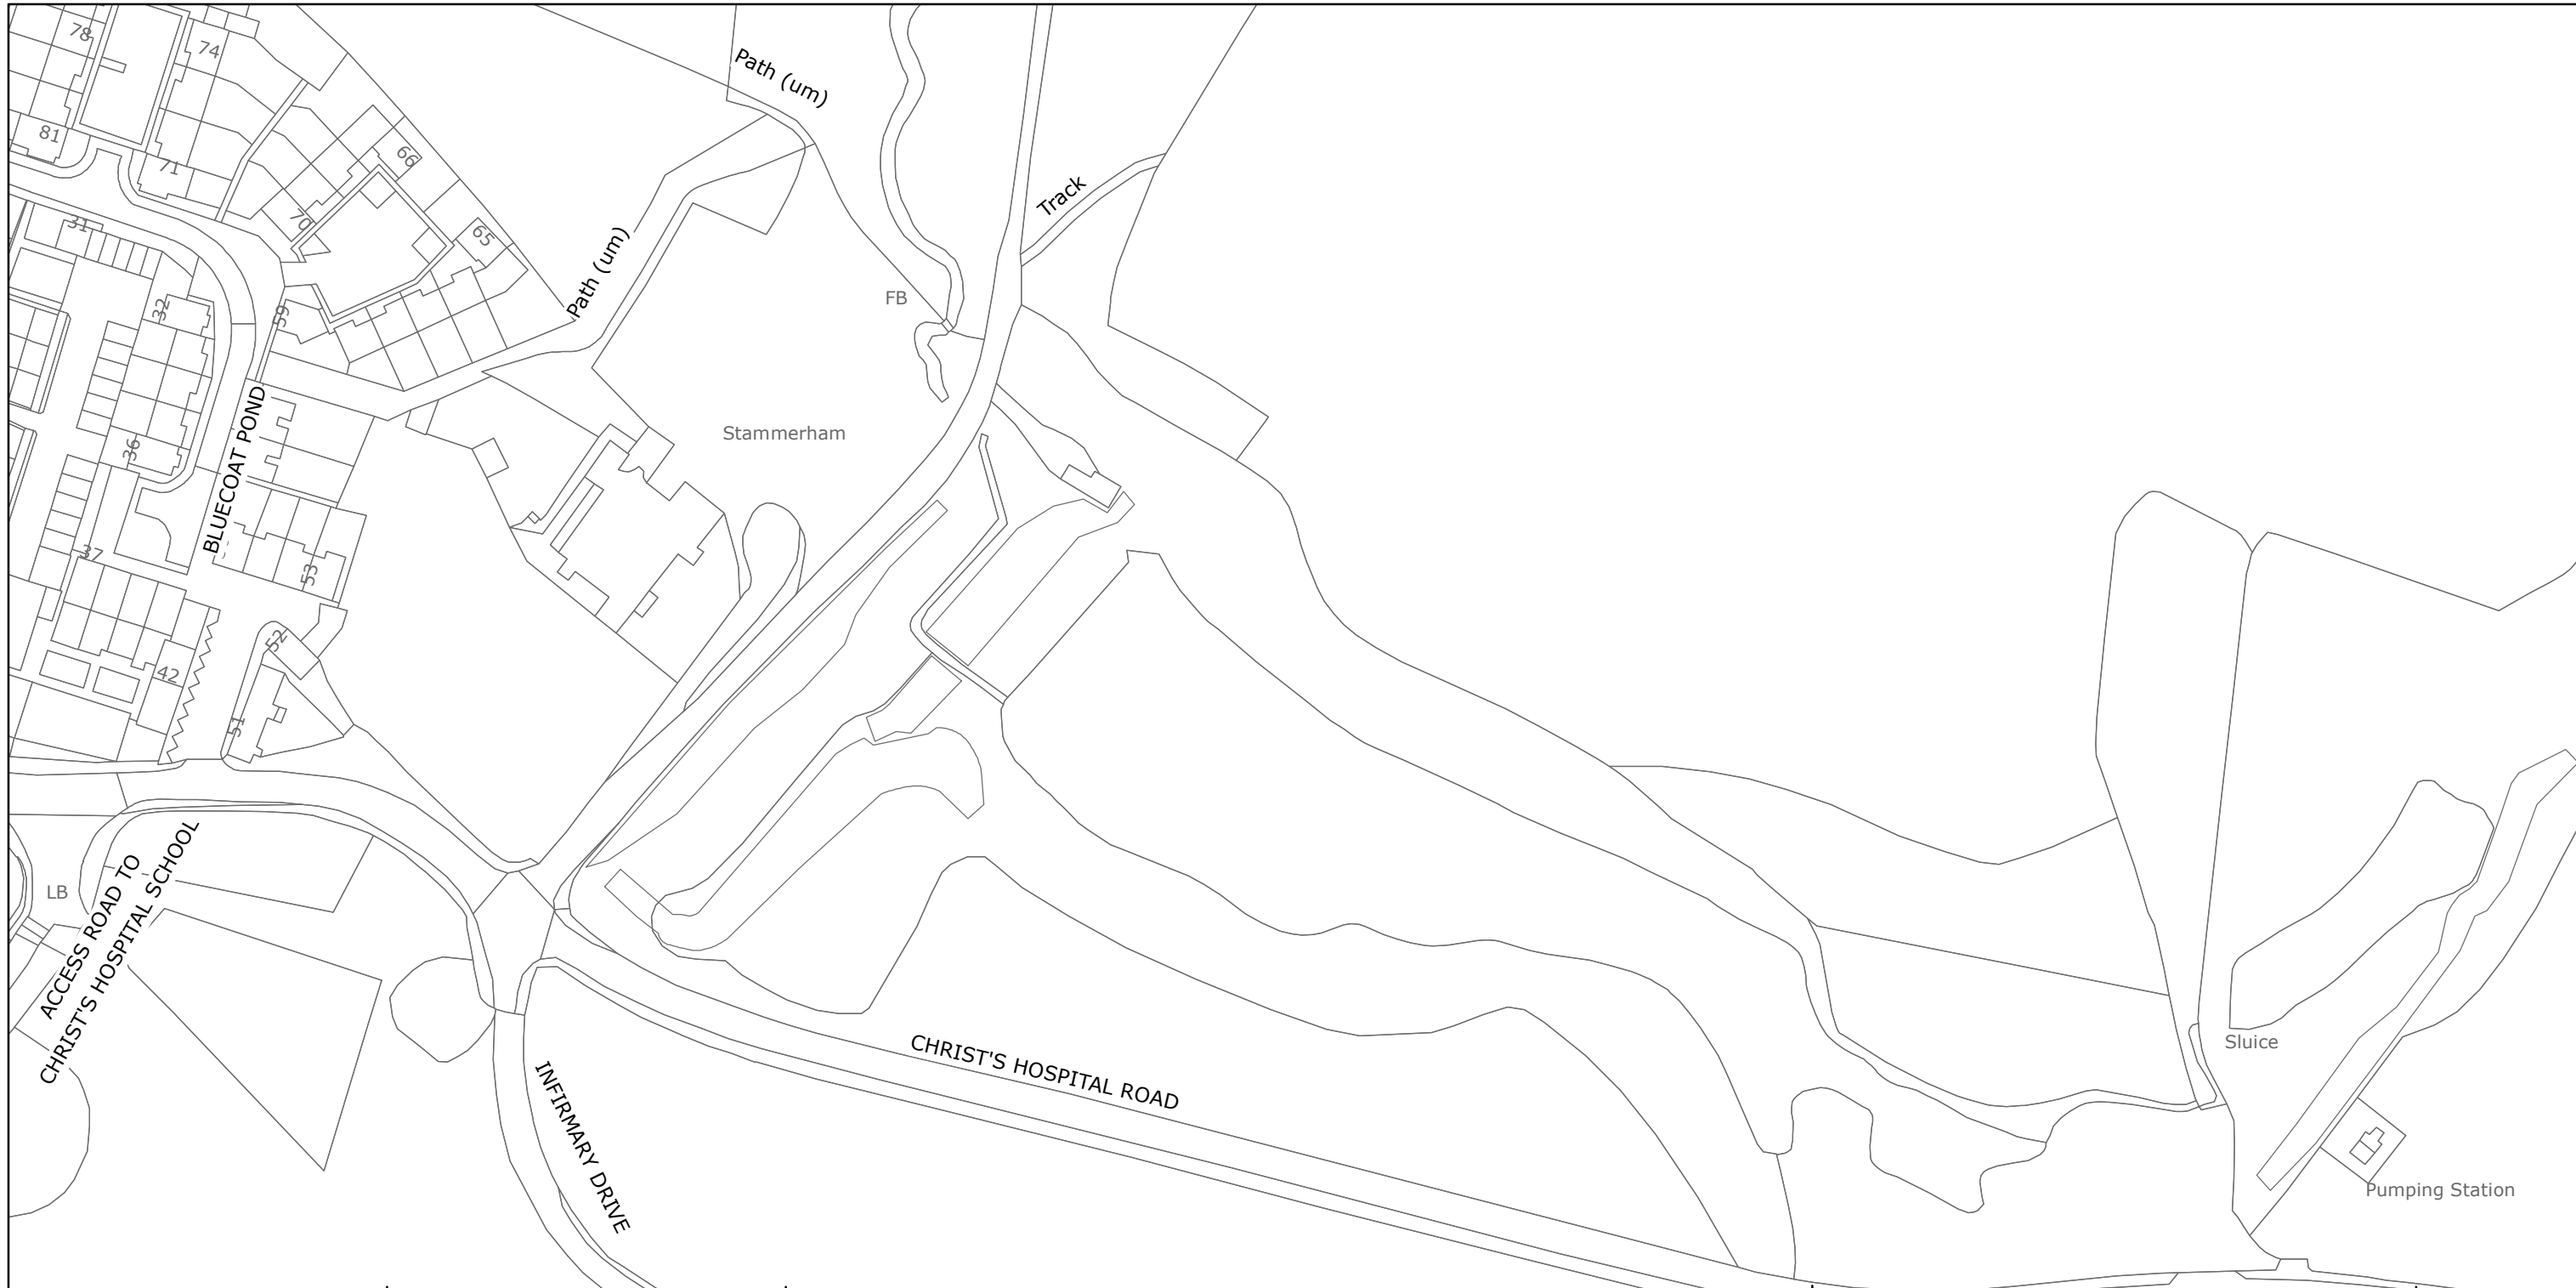 78
74
Path (um)
81
66
71
Track
70
31
65
Path (um)
32
59
FB
Stammerham
36
BLUECOAT POND
37
53
52
42
51
LB
ACCESS ROAD TO
CHRIST'S HOSPITAL SCHOOL
Sluice
CHRIST'S HOSPITAL ROAD
INFIRMARY DRIVE
Pumping Station